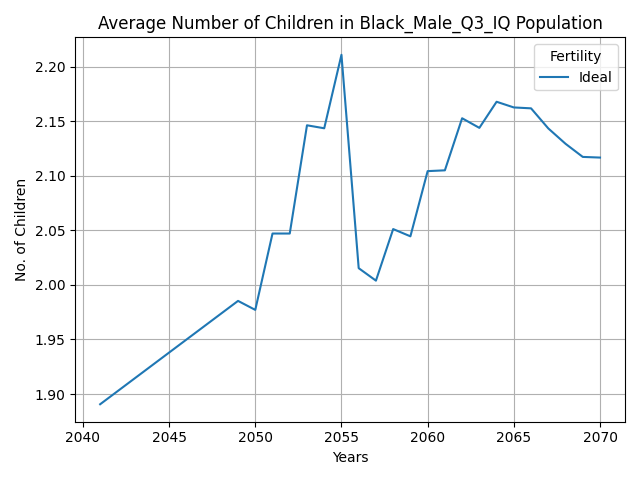 Average Number of Children in Black_Male_Q3_IQ Population
Fertility
Ideal
No. of Children
2.20
2.15
2.10
2.05
2.00
1.95
1.90
2040 2045 2050 2055 2060 2065 2070
Years